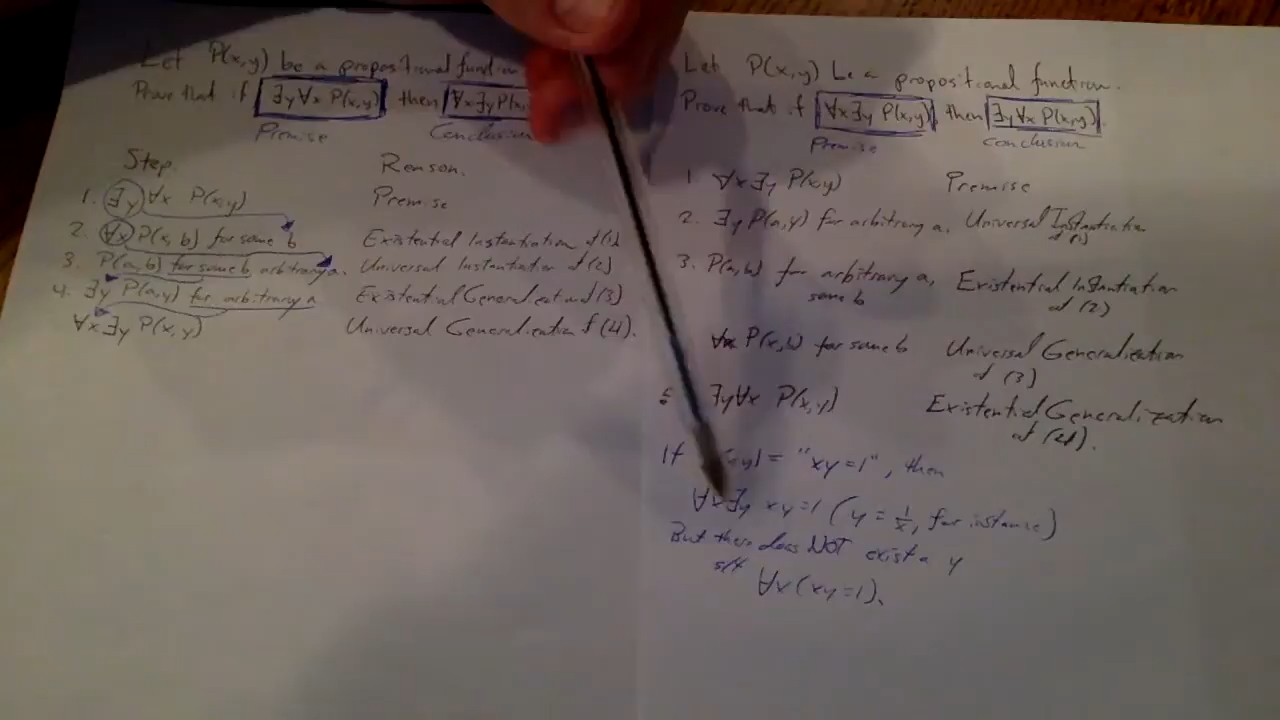 Let P(x,y) be a propositional function
Prove that if ∃y∀x P(x,y) then ∀x∃y P(x,
Premise Conclusion
Step. Reason.
1. ∃y ∀x P(x,y) Premise
2. ∀x P(x, b) for some b Existential Instantiation of (1)
3. P(a,b) for some b arbitrary a. Universal Instantiation of (2)
4. ∃y P(a,y) for arbitrary a Existential Generalization of (3)
∀x∃y P(x,y) Universal Generalization of (4).
Let P(x,y) be a propositional function.
Prove that if ∀x∃y P(x,y), then ∃y∀x P(x,y).
Premise Conclusion
1 ∀x∃y P(x,y) Premise
2. ∃y P(a,y) for arbitrary a, Universal Instantiation
of (1)
3. P(a,b) for arbitrary a, Existential Instantiation
some b of (2)
∀x P(x,b) for some b Universal Generalization
of (3)
5 ∃y∀x P(x,y) Existential Generalization
of (4).
If y) = "xy=1", then
∀x∃y xy=1 (y = 1/x, for instance)
But there does NOT exist a y
s/t
∀x(xy=1).